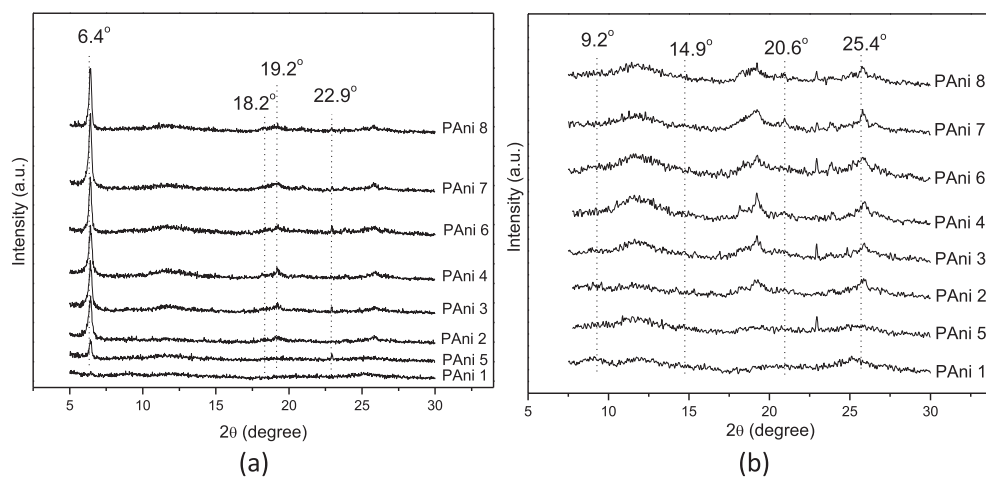 6.4°
19.2°
18.2°
22.9°
PAni 8
PAni 7
PAni 6
PAni 4
PAni 3
PAni 2
PAni 5
PAni 1
Intensity (a.u.)
5 10 15 20 25 30
2θ (degree)
(a)
9.2°
14.9°
20.6°
25.4°
PAni 8
PAni 7
PAni 6
PAni 4
PAni 3
PAni 2
PAni 5
PAni 1
Intensity (a.u.)
5 10 15 20 25 30
2θ (degree)
(b)